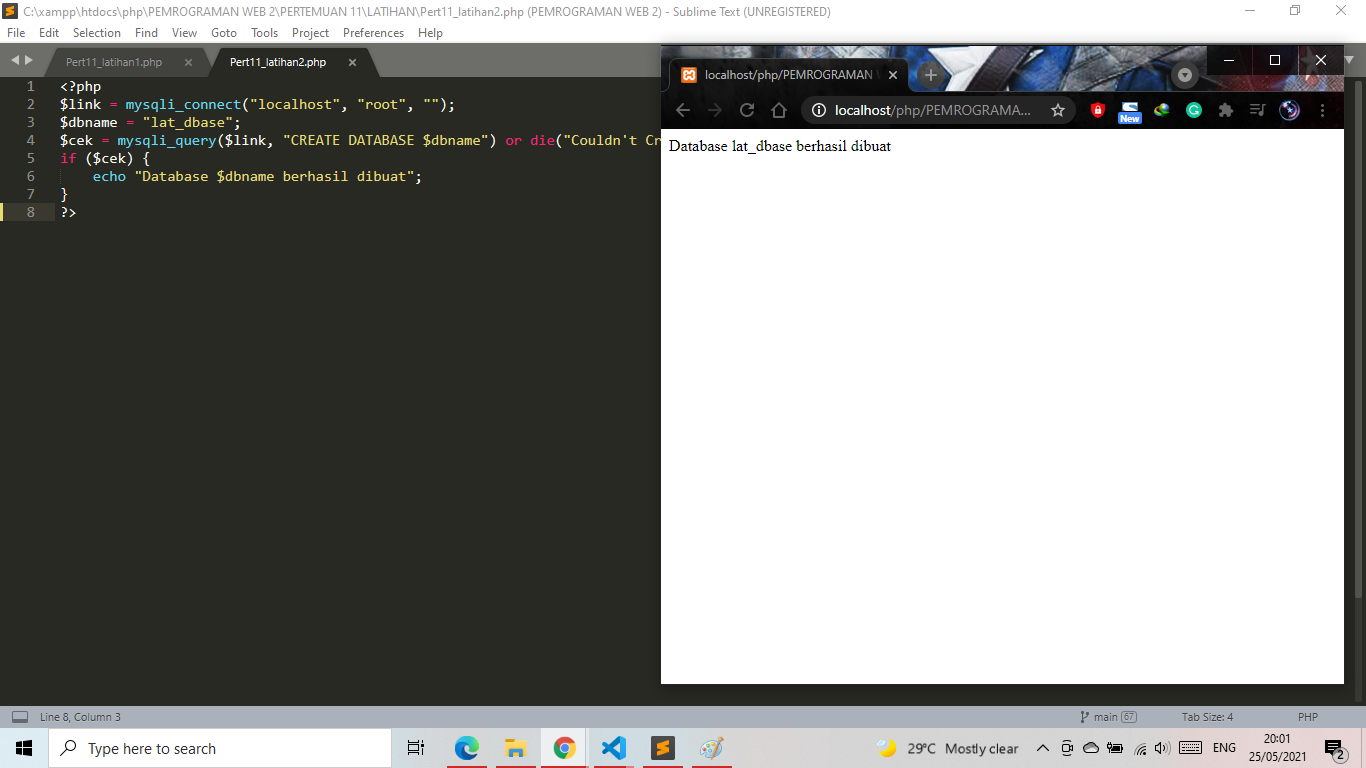 C:\xampp\htdocs\php\PEMROGRAMAN WEB 2\PERTEMUAN 11\LATIHAN\Pert11_latihan2.php (PEMROGRAMAN WEB 2) - Sublime Text (UNREGISTERED)
File Edit Selection Find View Goto Tools Project Preferences Help
Pert11_latihan1.php
Pert11_latihan2.php
1 <?php
2 $link = mysqli_connect("localhost", "root", "");
3 $dbname = "lat_dbase";
4 $cek = mysqli_query($link, "CREATE DATABASE $dbname") or die("Couldn't Cr
5 if ($cek) {
6 echo "Database $dbname berhasil dibuat";
7 }
8 ?>
localhost/php/PEMROGRAMAN
localhost/php/PEMROGRAMA...
New
Database lat_dbase berhasil dibuat
Line 8, Column 3
main 67
Tab Size: 4
PHP
Type here to search
29°C Mostly clear
ENG
20:01
25/05/2021
2